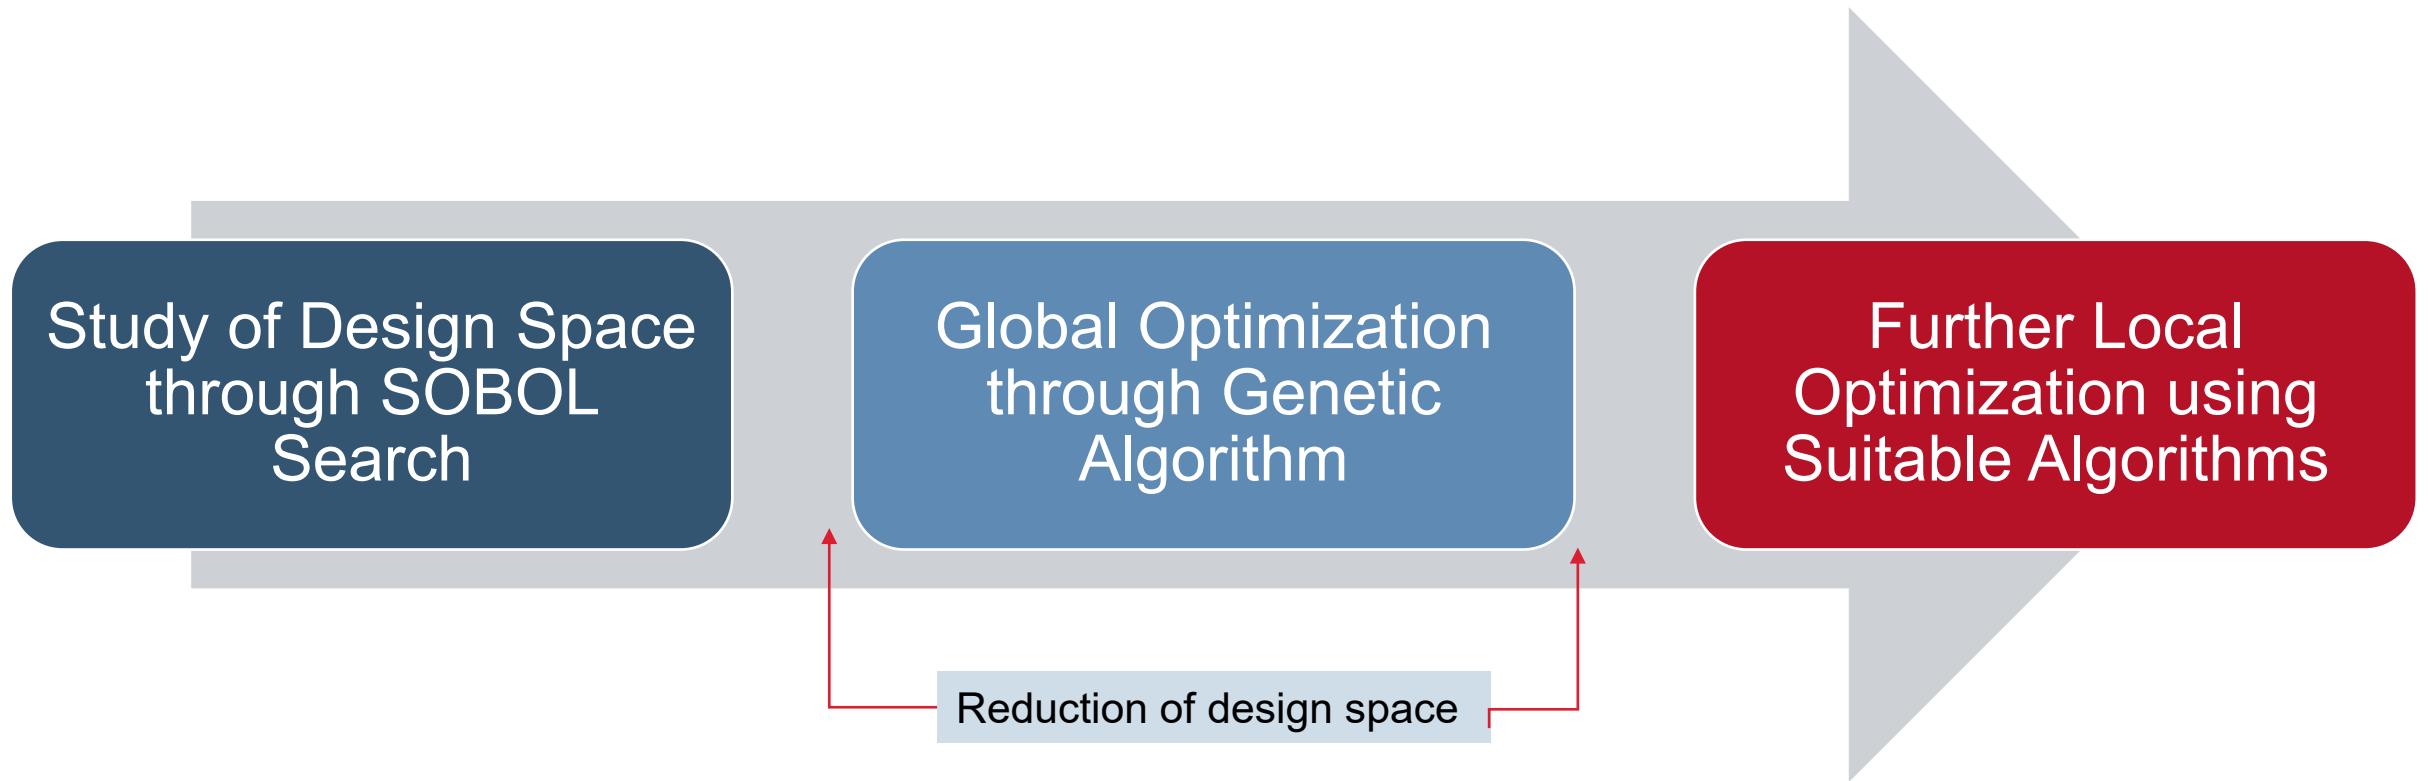 Study of Design Space
through SOBOL
Search
Global Optimization
through Genetic
Algorithm
Further Local
Optimization using
Suitable Algorithms
Reduction of design space